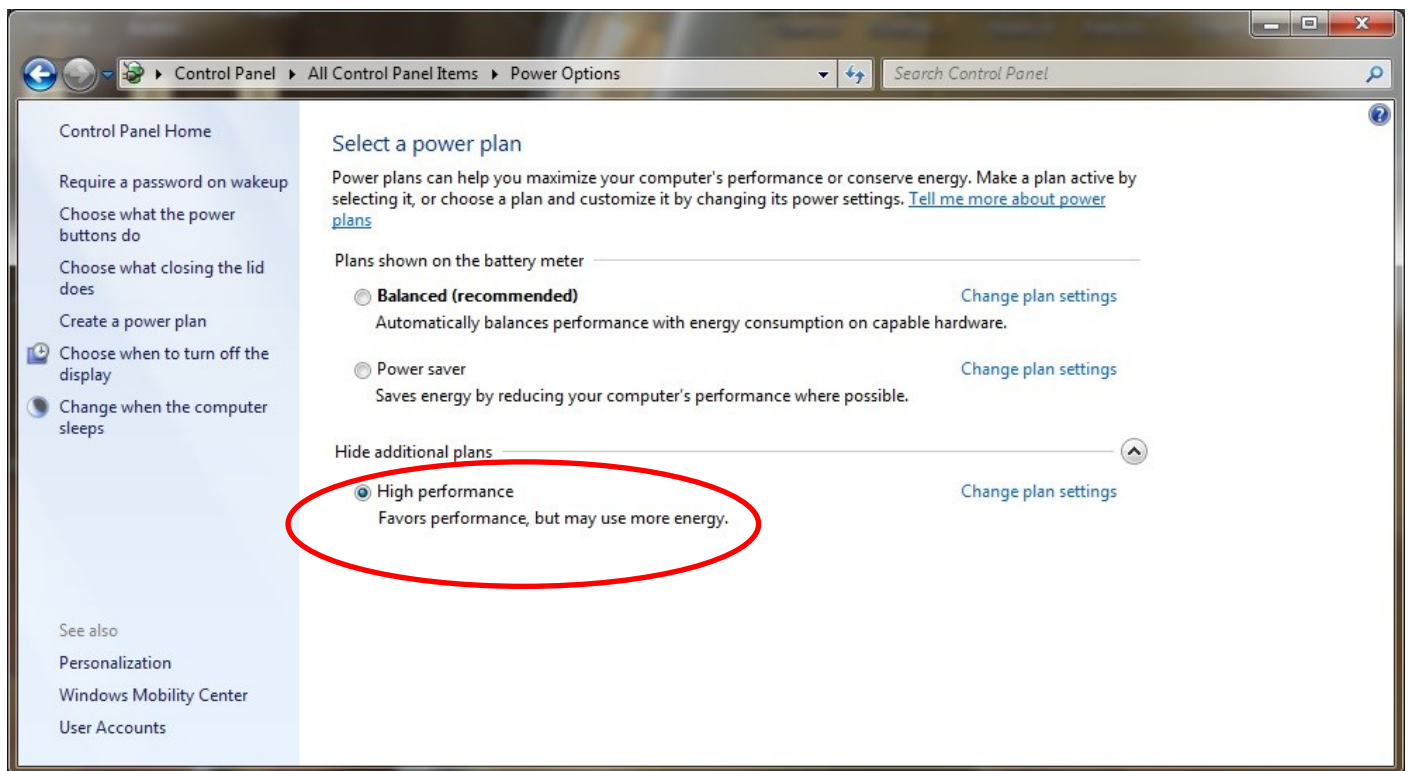 Control Panel ▸ All Control Panel Items ▸ Power Options
Search Control Panel
Control Panel Home
Require a password on wakeup
Choose what the power
buttons do
Choose what closing the lid
does
Create a power plan
Choose when to turn off the
display
Change when the computer
sleeps
See also
Personalization
Windows Mobility Center
User Accounts
Select a power plan
Power plans can help you maximize your computer's performance or conserve energy. Make a plan active by
selecting it, or choose a plan and customize it by changing its power settings. Tell me more about power
plans
Plans shown on the battery meter
Balanced (recommended) Change plan settings
Automatically balances performance with energy consumption on capable hardware.
Power saver Change plan settings
Saves energy by reducing your computer's performance where possible.
Hide additional plans
High performance Change plan settings
Favors performance, but may use more energy.